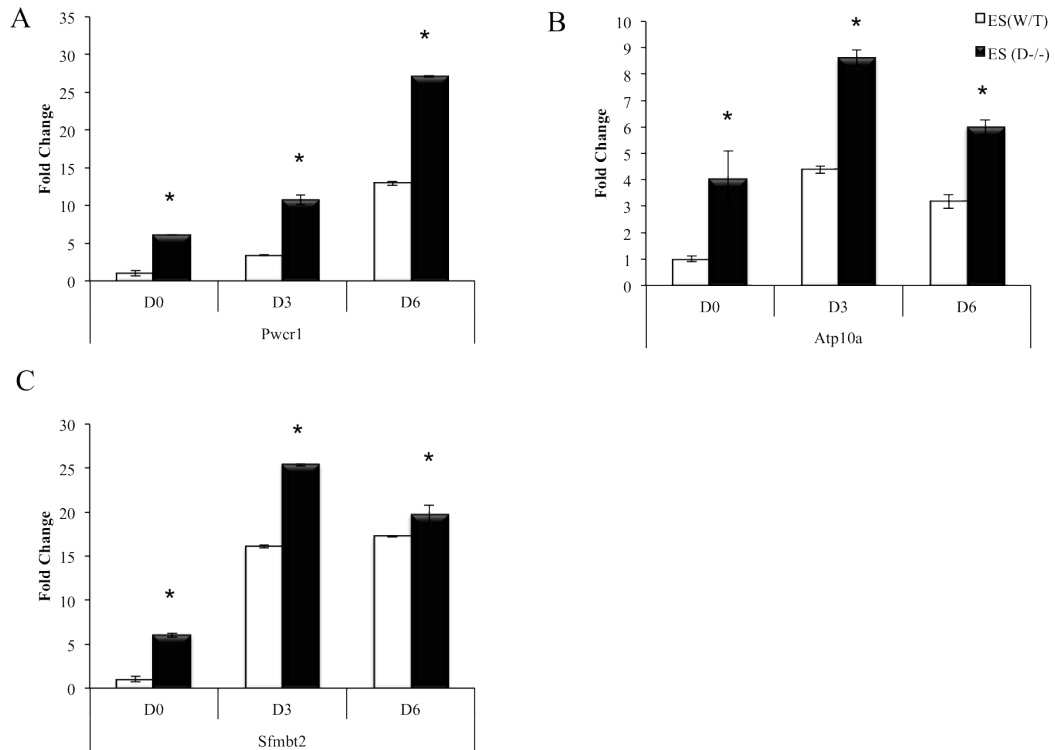 A
35
30
25
20
15
10
5
0
Fold Change
*
*
*
D0 D3 D6
Pwcr1
B
10
9
8
7
6
5
4
3
2
1
0
Fold Change
*
*
*
D0 D3 D6
Atp10a
ES(W/T)
ES (D-/-)
C
30
25
20
15
10
5
0
Fold Change
*
*
*
D0 D3 D6
Sfmbt2